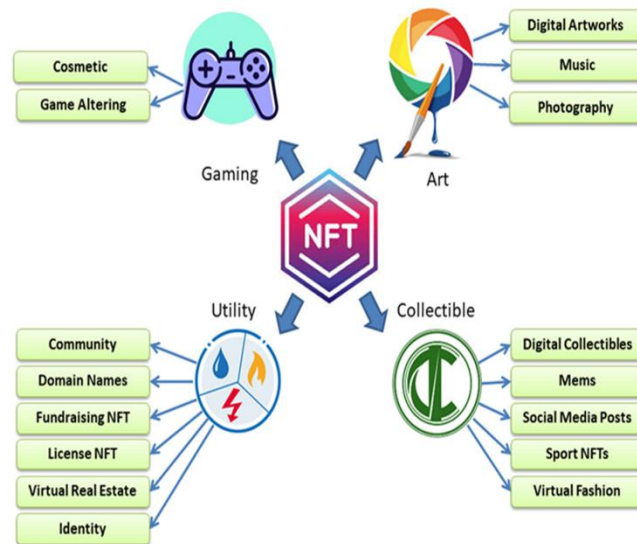 Cosmetic
Game Altering
Gaming
Digital Artworks
Music
Photography
Art
NFT
Utility
Community
Domain Names
Fundraising NFT
License NFT
Virtual Real Estate
Identity
Collectible
Digital Collectibles
Mems
Social Media Posts
Sport NFTs
Virtual Fashion